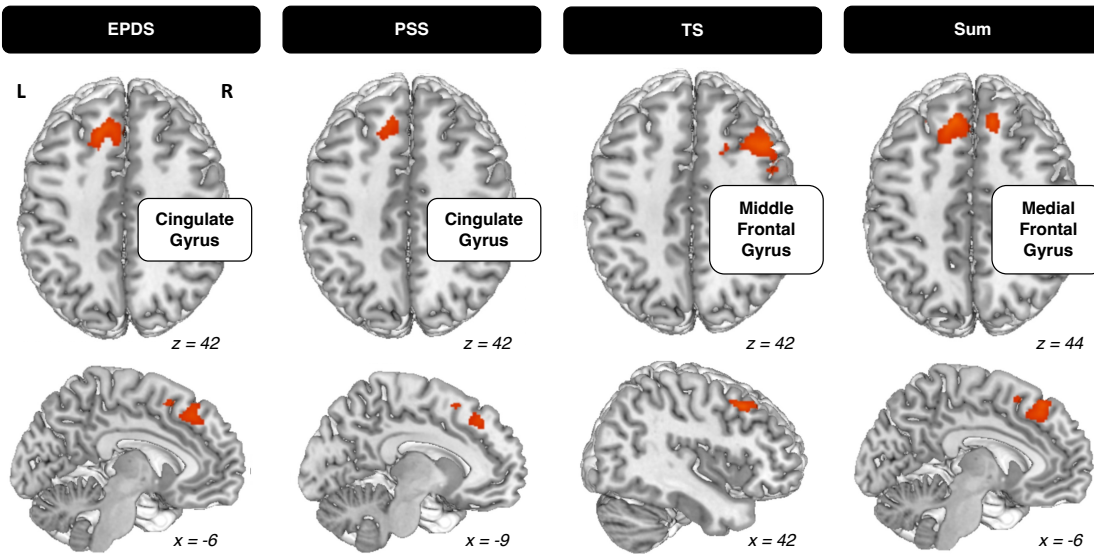 EPDS
PSS
TS
Sum
L
R
Cingulate
Gyrus
Cingulate
Gyrus
Middle
Frontal
Gyrus
Medial
Frontal
Gyrus
z = 42
z = 42
z = 42
z = 44
x = -6
x = -9
x = 42
x = -6